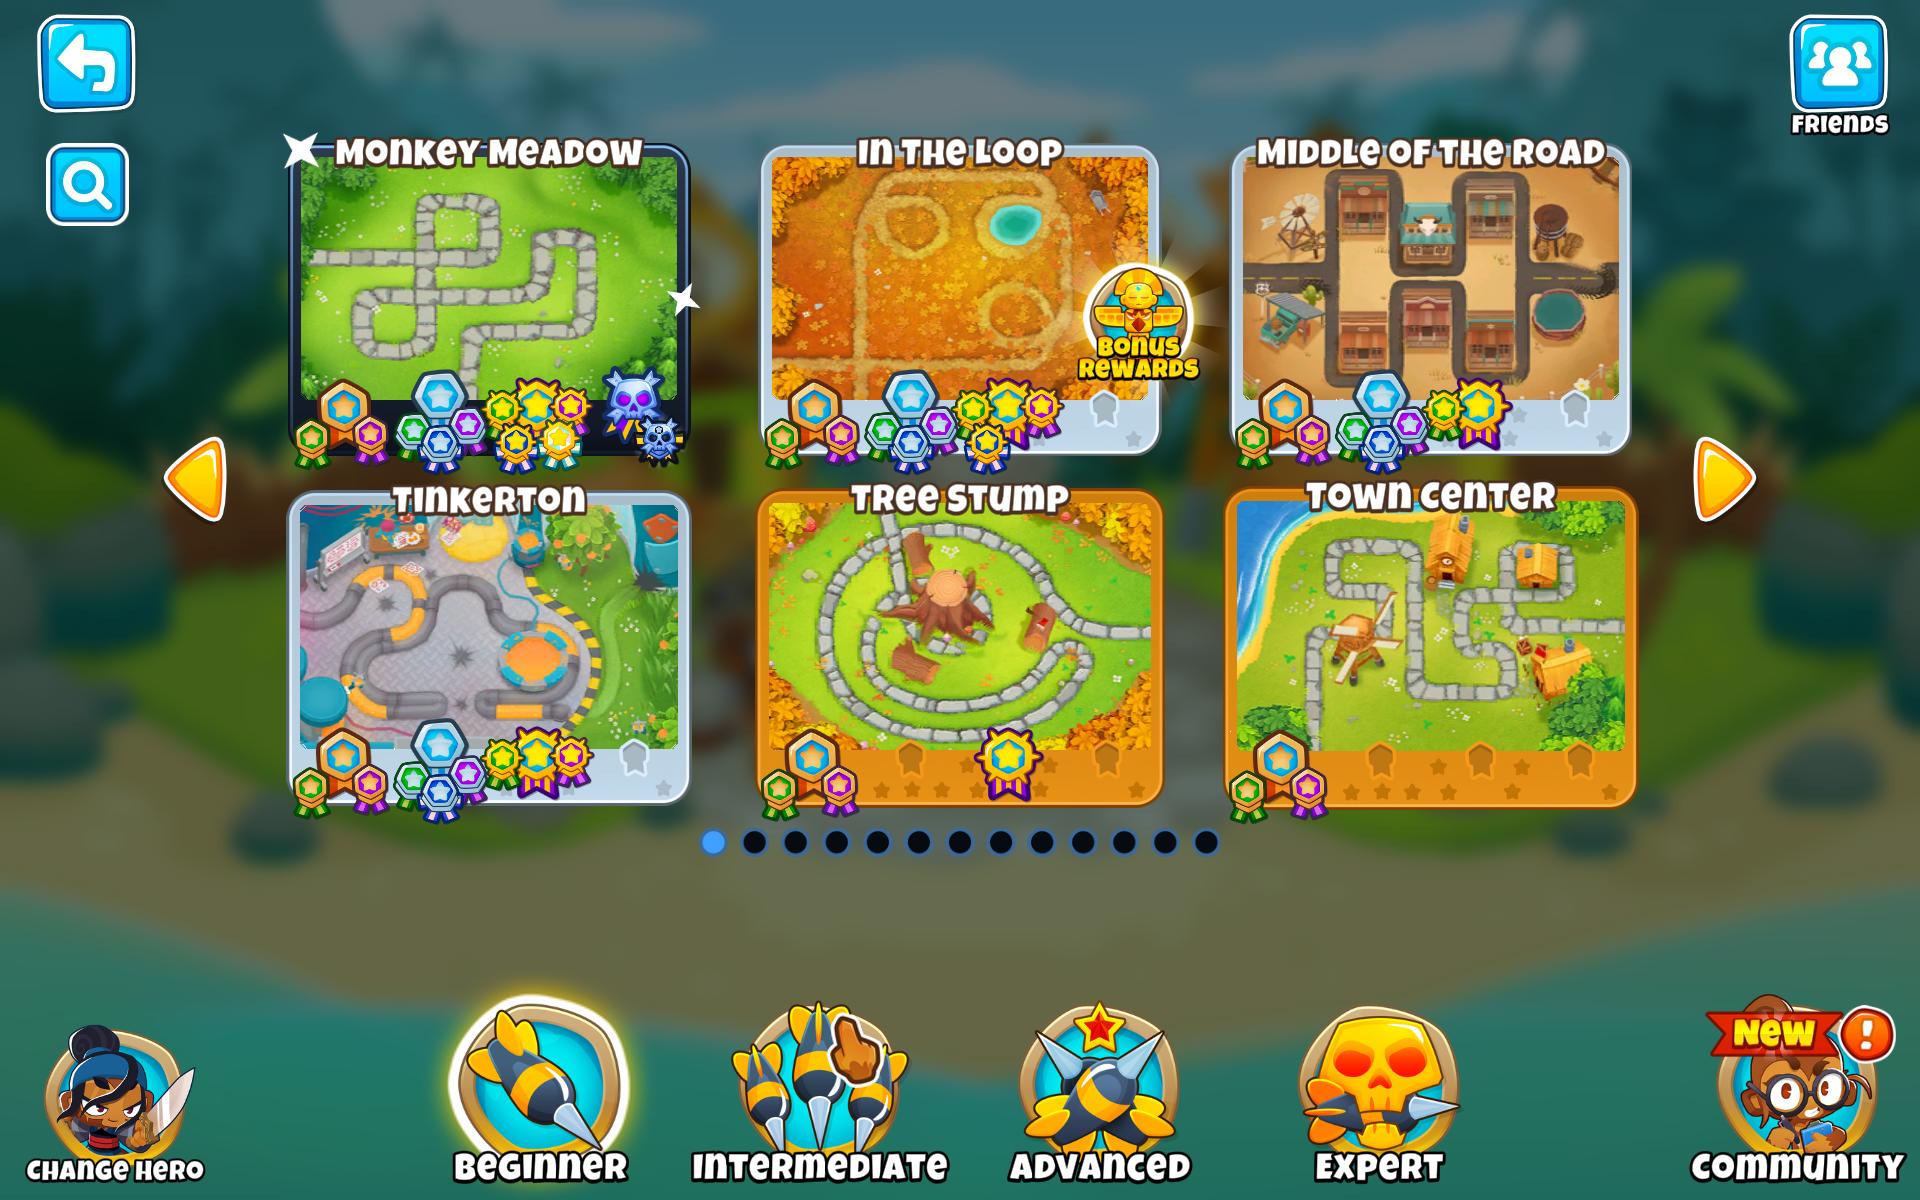 FRIENDS
MONKEY MEADOW
IN THE LOOP
MIDDLE OF THE ROAD
BONUS
REWARDS
TINKERTON
TREE STUMP
TOWN CENTER
NEW
!
CHANGE HERO
BEGINNER
INTERMEDIATE
ADVANCED
EXPERT
COMMUNITY